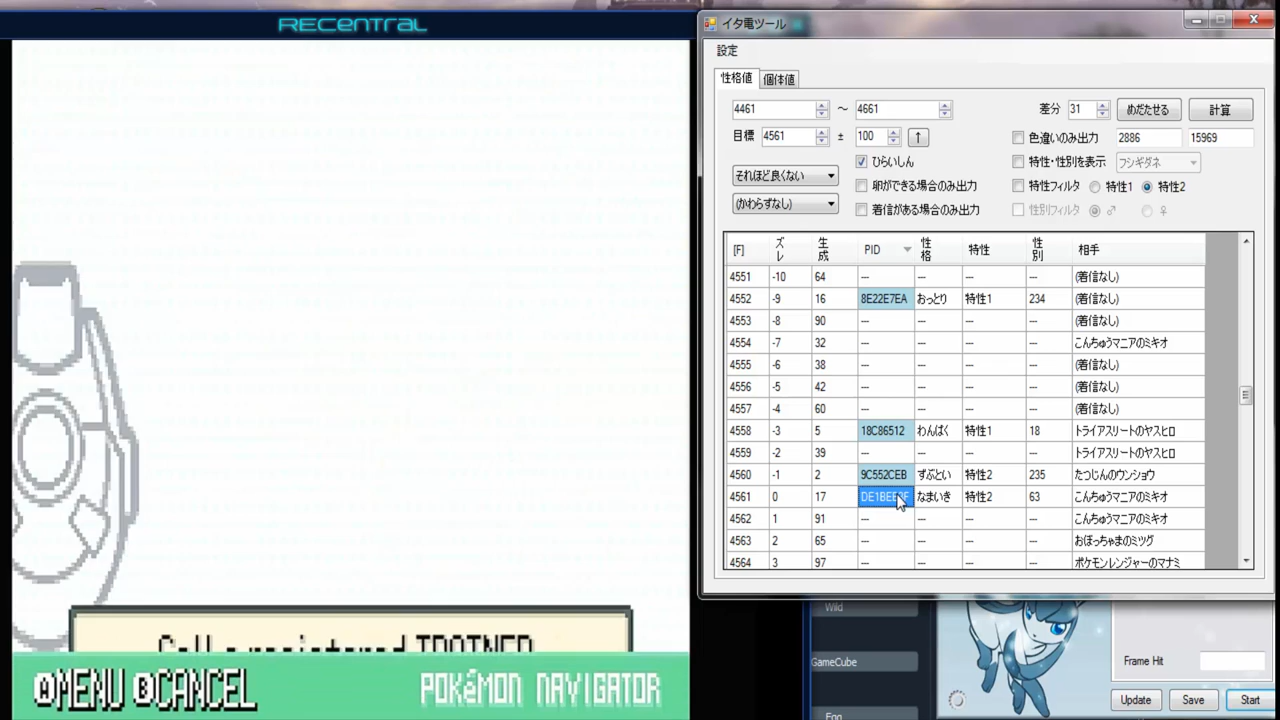 RECentral
Call a registered TRAINER
ⒶMENU ⒷCANCEL
POKéMON NAVIGATOR
イタ電ツール
設定
性格値 個体値
4461 ～ 4661 差分 31 めだたせる 計算
目標 4561 ± 100 ↑ 色違いのみ出力 2886 15969
それほど良くない ひらいしん 特性・性別を表示 フシギダネ
(かわらずなし) 卵ができる場合のみ出力 特性フィルタ 特性1 特性2
着信がある場合のみ出力 性別フィルタ ♂ ♀
[F] ズレ 生成 PID 性格 特性 性別 相手
4551 -10 64 --- --- --- --- (着信なし)
4552 -9 16 8E22E7EA おっとり 特性1 234 (着信なし)
4553 -8 90 --- --- --- --- (着信なし)
4554 -7 32 --- --- --- --- こんちゅうマニアのミキオ
4555 -6 38 --- --- --- --- (着信なし)
4556 -5 42 --- --- --- --- (着信なし)
4557 -4 60 --- --- --- --- (着信なし)
4558 -3 5 18C86512 わんぱく 特性1 18 トライアスリートのヤスヒロ
4559 -2 39 --- --- --- --- トライアスリートのヤスヒロ
4560 -1 2 9C552CEB ずぶとい 特性2 235 たつじんのウンショウ
4561 0 17 なまいき 特性2 63 こんちゅうマニアのミキオ
4562 1 91 --- --- --- --- こんちゅうマニアのミキオ
4563 2 65 --- --- --- --- おぼっちゃまのミツグ
4564 3 97 --- --- --- --- ポケモンレンジャーのマナミ
Wild
GameCube
Egg
Frame Hit
Update Save Start